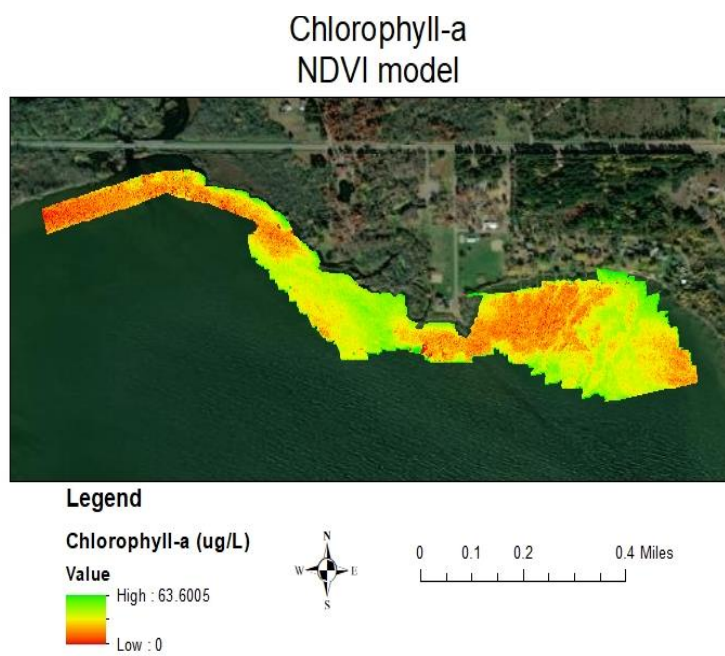 Chlorophyll-a
NDVI model
Legend
Chlorophyll-a (ug/L)
Value
High : 63.6005
Low : 0
N
W E
S
0 0.1 0.2 0.4 Miles